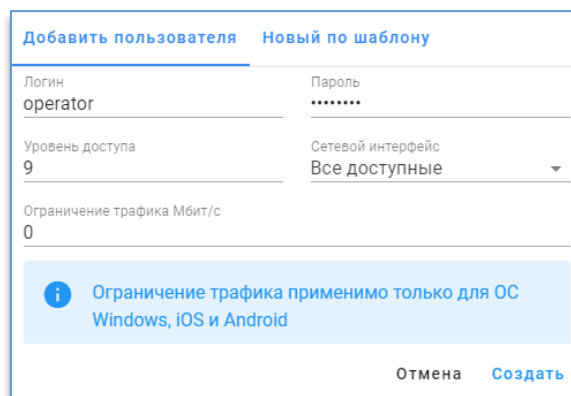 Добавить пользователя Новый по шаблону
Логин Пароль
operator ••••••••
Уровень доступа Сетевой интерфейс
9 Все доступные
Ограничение трафика Мбит/с
0
Ограничение трафика применимо только для ОС
Windows, iOS и Android
Отмена Создать